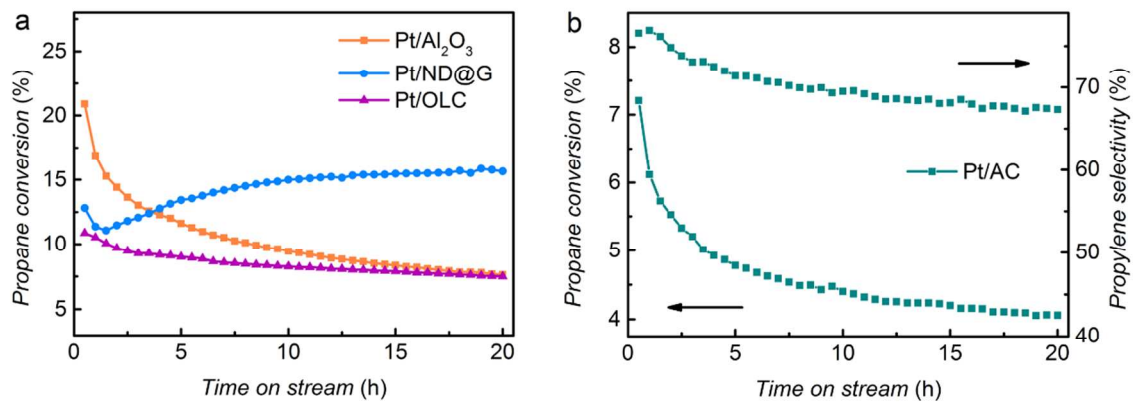 a
Propane conversion (%)
25
20
15
10
5
Pt/Al₂O₃
Pt/ND@G
Pt/OLC
0 5 10 15 20
Time on stream (h)
b
Propane conversion (%)
8
7
6
5
4
Pt/AC
70
60
50
40
Propylene selectivity (%)
0 5 10 15 20
Time on stream (h)